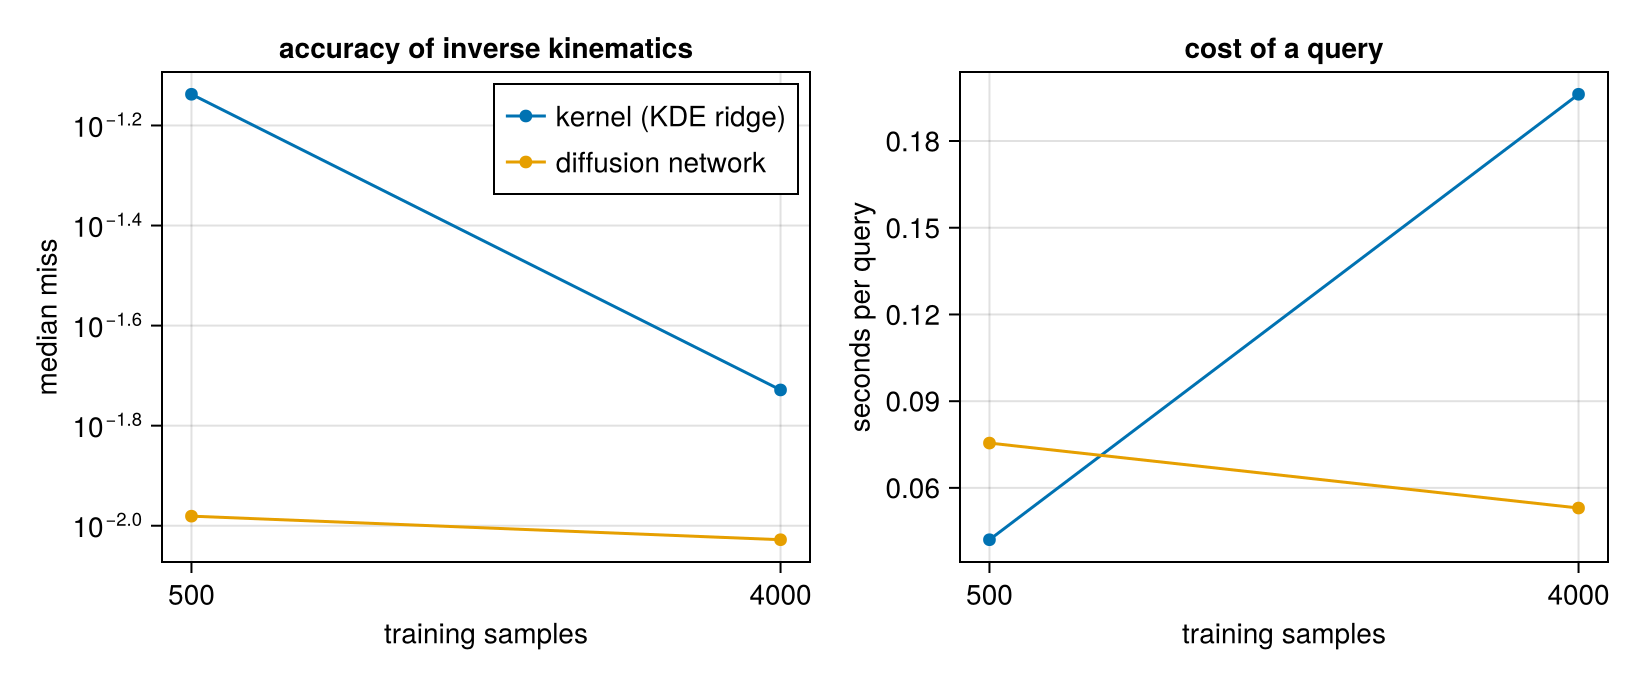 accuracy of inverse kinematics
kernel (KDE ridge)
diffusion network
10^−1.2
10^−1.4
10^−1.6
10^−1.8
10^−2.0
median miss
500
4000
training samples
cost of a query
0.18
0.15
0.12
0.09
0.06
seconds per query
500
4000
training samples